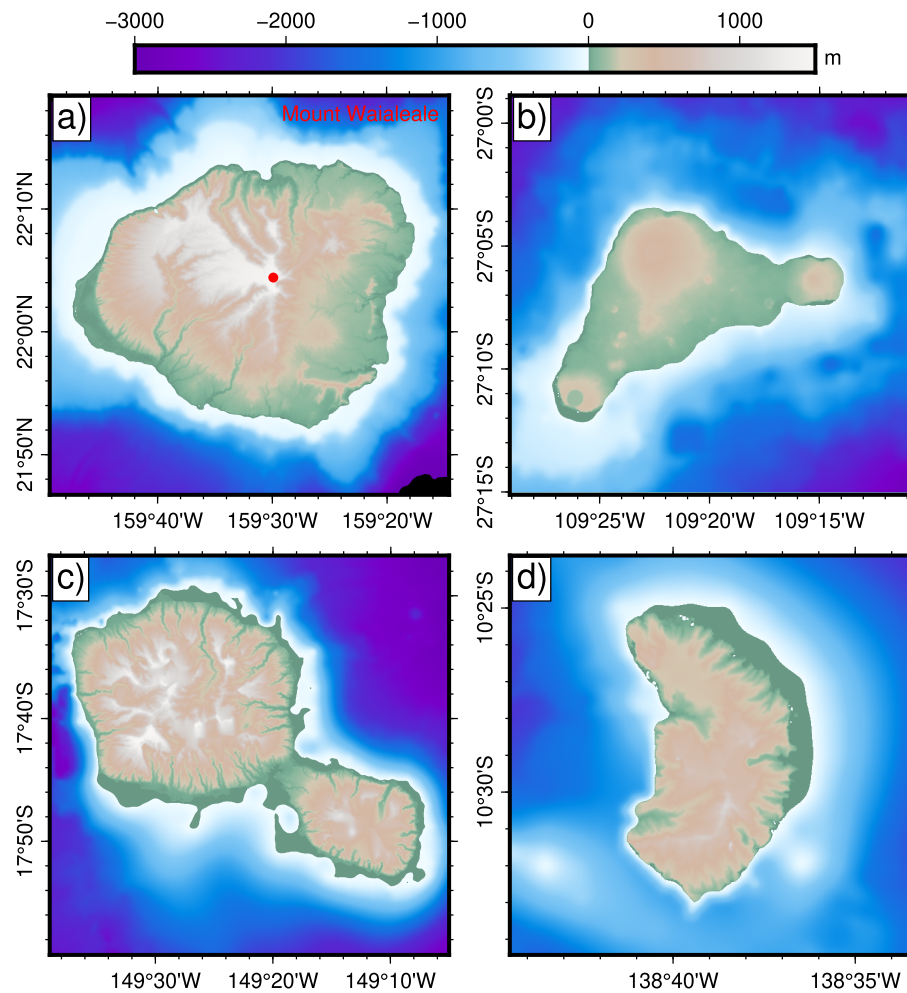 −3000 −2000 −1000 0 1000
m
a)
Mount Waialeale
22°10'N
22°00'N
21°50'N
159°40'W 159°30'W 159°20'W
b)
27°00'S
27°05'S
27°10'S
27°15'S
109°25'W 109°20'W 109°15'W
c)
17°30'S
17°40'S
17°50'S
149°30'W 149°20'W 149°10'W
d)
10°25'S
10°30'S
138°40'W 138°35'W